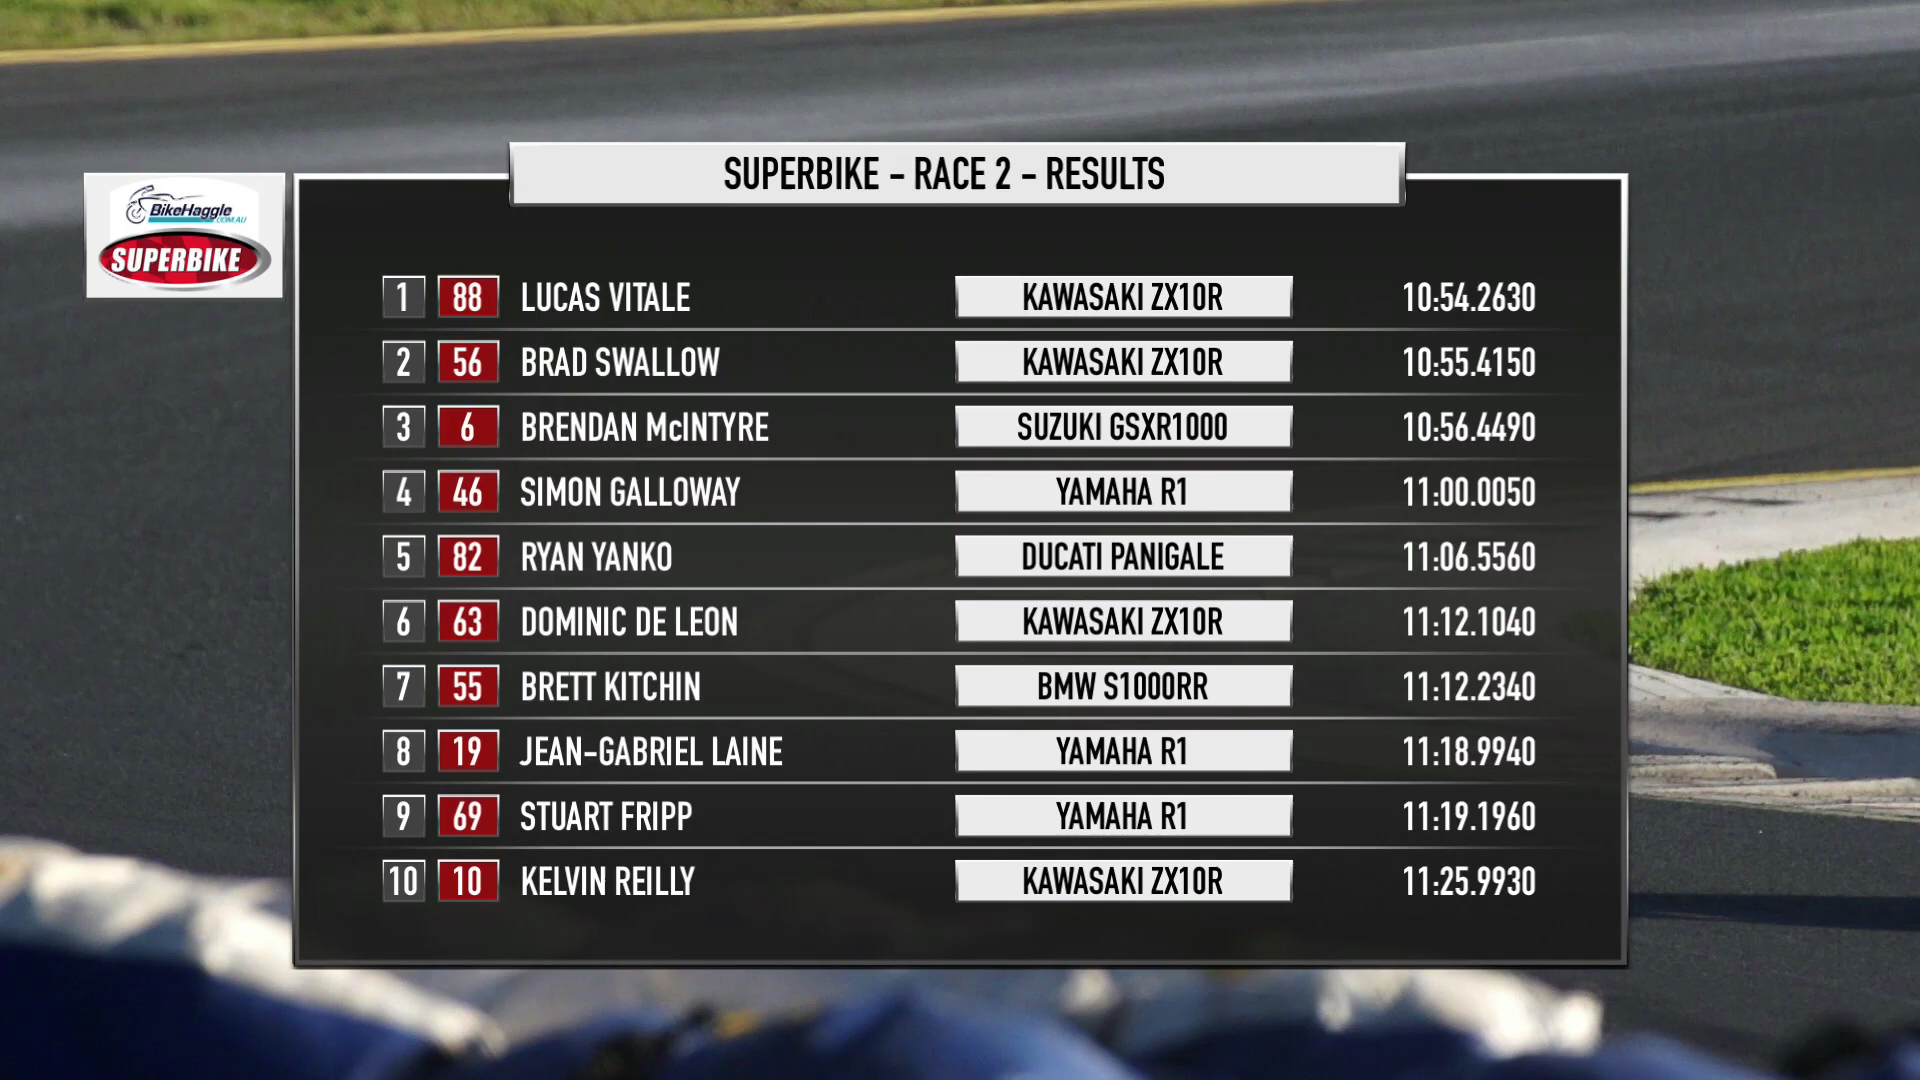 SUPERBIKE - RACE 2 - RESULTS
BikeHaggle
.COM.AU
SUPERBIKE
1 88 LUCAS VITALE KAWASAKI ZX10R 10:54.2630
2 56 BRAD SWALLOW KAWASAKI ZX10R 10:55.4150
3 6 BRENDAN McINTYRE SUZUKI GSXR1000 10:56.4490
4 46 SIMON GALLOWAY YAMAHA R1 11:00.0050
5 82 RYAN YANKO DUCATI PANIGALE 11:06.5560
6 63 DOMINIC DE LEON KAWASAKI ZX10R 11:12.1040
7 55 BRETT KITCHIN BMW S1000RR 11:12.2340
8 19 JEAN-GABRIEL LAINE YAMAHA R1 11:18.9940
9 69 STUART FRIPP YAMAHA R1 11:19.1960
10 10 KELVIN REILLY KAWASAKI ZX10R 11:25.9930